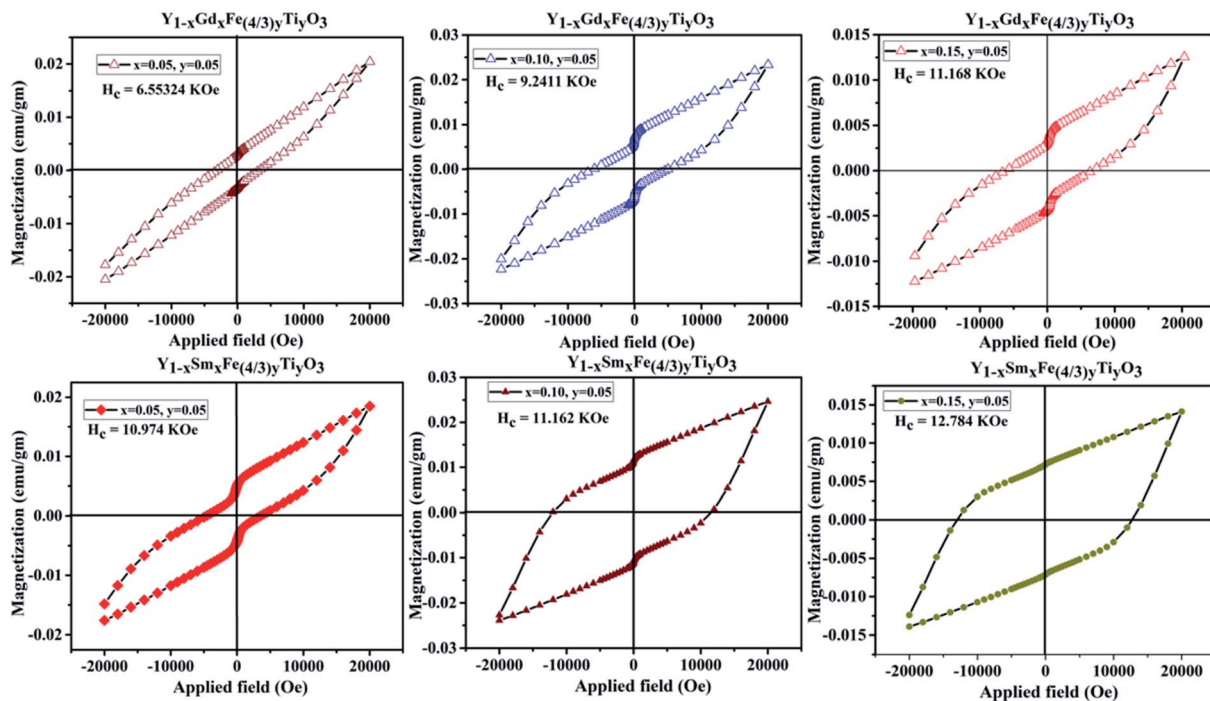 Y1-xGdxFe(4/3)yTiyO3
x=0.05, y=0.05
Hc = 6.55324 KOe
Magnetization (emu/gm)
0.02
0.01
0.00
-0.01
-0.02
-20000 -10000 0 10000 20000
Applied field (Oe)
Y1-xGdxFe(4/3)yTiyO3
x=0.10, y=0.05
Hc = 9.2411 KOe
Magnetization (emu/gm)
0.03
0.02
0.01
0.00
-0.01
-0.02
-0.03
-20000 -10000 0 10000 20000
Applied field (Oe)
Y1-xGdxFe(4/3)yTiyO3
x=0.15, y=0.05
Hc = 11.168 KOe
Magnetization (emu/gm)
0.015
0.010
0.005
0.000
-0.005
-0.010
-0.015
-20000 -10000 0 10000 20000
Applied field (Oe)
Y1-xSmxFe(4/3)yTiyO3
x=0.05, y=0.05
Hc = 10.974 KOe
Magnetization (emu/gm)
0.02
0.01
0.00
-0.01
-0.02
-20000 -10000 0 10000 20000
Applied field (Oe)
Y1-xSmxFe(4/3)yTiyO3
x=0.10, y=0.05
Hc = 11.162 KOe
Magnetization (emu/gm)
0.03
0.02
0.01
0.00
-0.01
-0.02
-0.03
-20000 -10000 0 10000 20000
Applied field (Oe)
Y1-xSmxFe(4/3)yTiyO3
x=0.15, y=0.05
Hc = 12.784 KOe
Magnetization (emu/gm)
0.015
0.010
0.005
0.000
-0.005
-0.010
-0.015
-20000 -10000 0 10000 20000
Applied field (Oe)